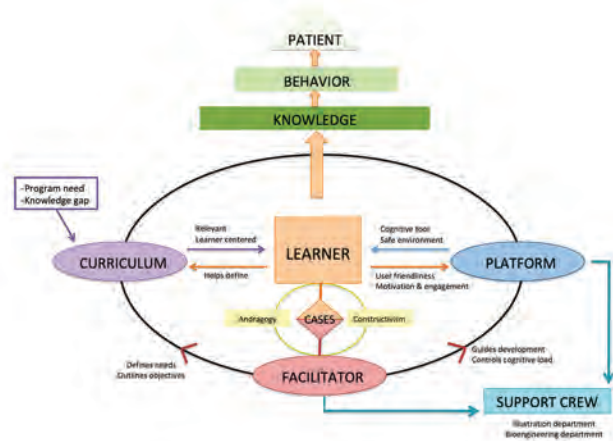 PATIENT
BEHAVIOR
KNOWLEDGE
-Program need
-Knowledge gap
Relevant
Learner centered
Cognitive tool
Safe environment
CURRICULUM
LEARNER
PLATFORM
Helps define
User friendliness
Motivation & engagement
Andragogy
CASES
Constructivism
Defines needs
Outlines objectives
Guides development
Controls cognitive load
FACILITATOR
SUPPORT CREW
Illustration department
Bioengineering department